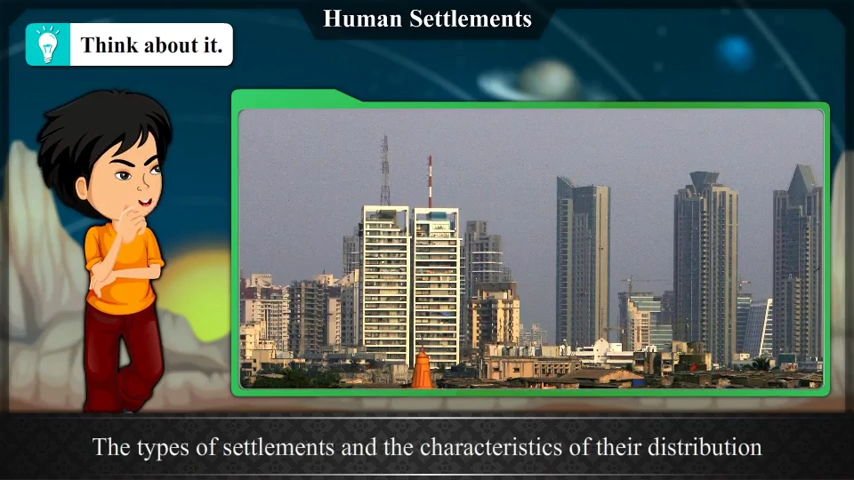 Human Settlements
Think about it.
The types of settlements and the characteristics of their distribution